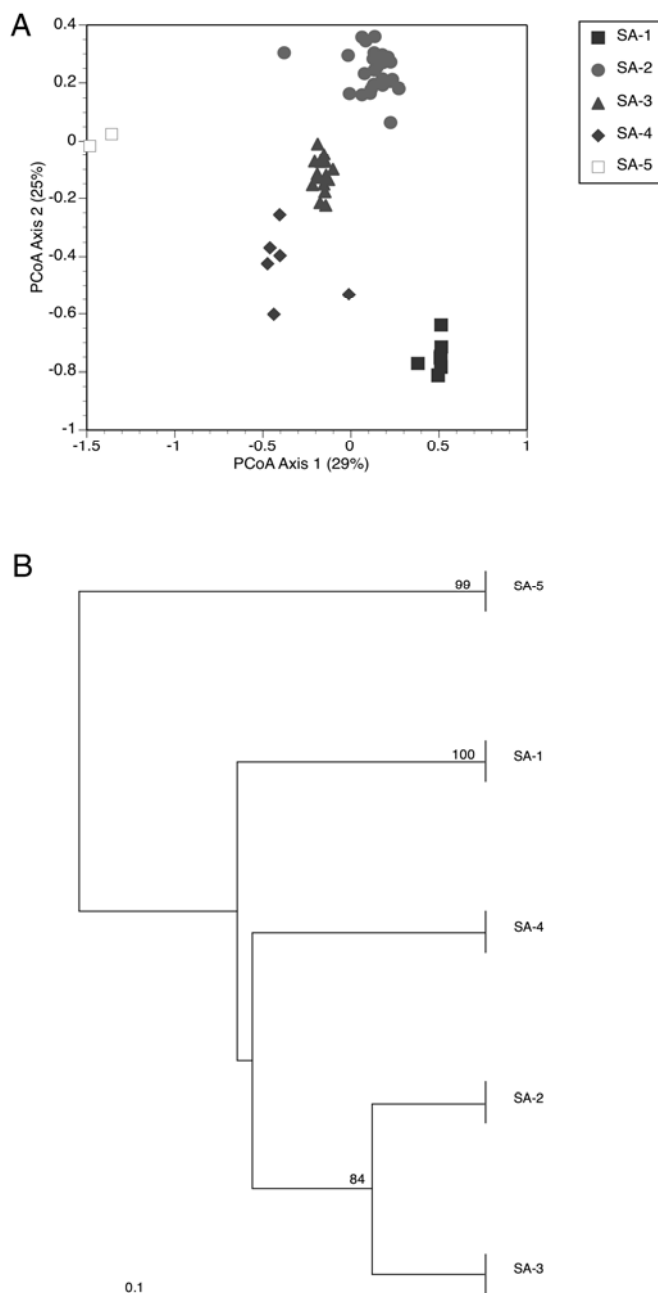 A
SA-1
SA-2
SA-3
SA-4
SA-5
0.4
0.2
0
-0.2
-0.4
-0.6
-0.8
-1
PCoA Axis 2 (25%)
-1.5
-1
-0.5
0
0.5
1
PCoA Axis 1 (29%)
B
99
SA-5
100
SA-1
SA-4
SA-2
84
SA-3
0.1